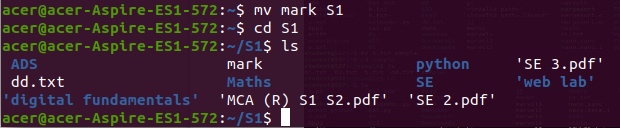 acer@acer-Aspire-ES1-572:~$ mv mark S1
acer@acer-Aspire-ES1-572:~$ cd S1
acer@acer-Aspire-ES1-572:~/S1$ ls
ADS mark python 'SE 3.pdf'
dd.txt Maths SE 'web lab'
'digital fundamentals' 'MCA (R) S1 S2.pdf' 'SE 2.pdf'
acer@acer-Aspire-ES1-572:~/S1$